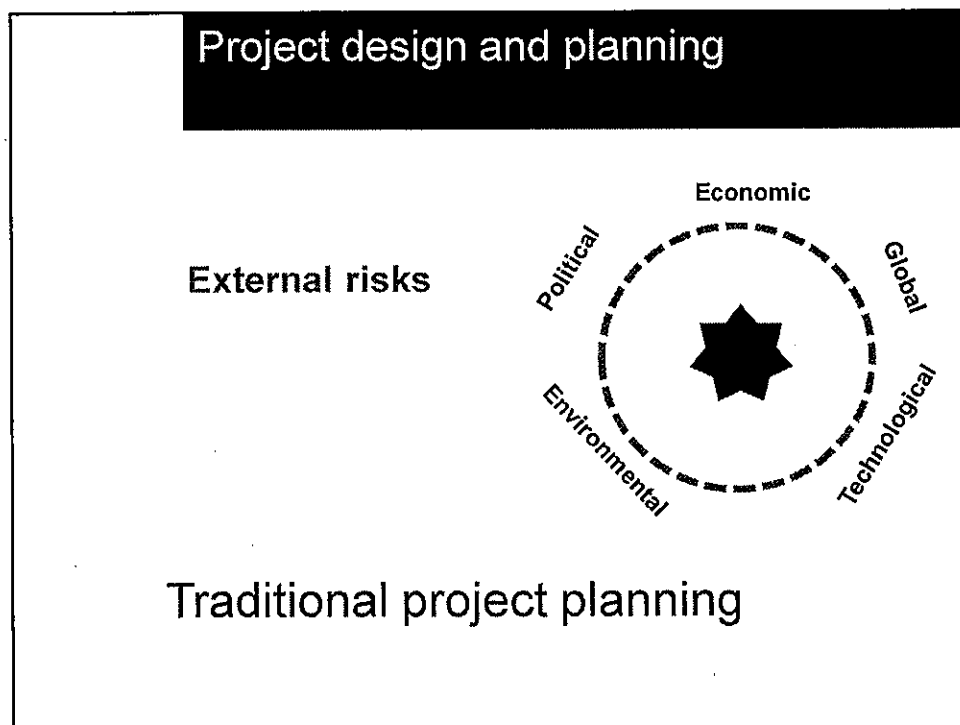 Project design and planning
Economic
Political
Global
External risks
Environmental
Technological
Traditional project planning